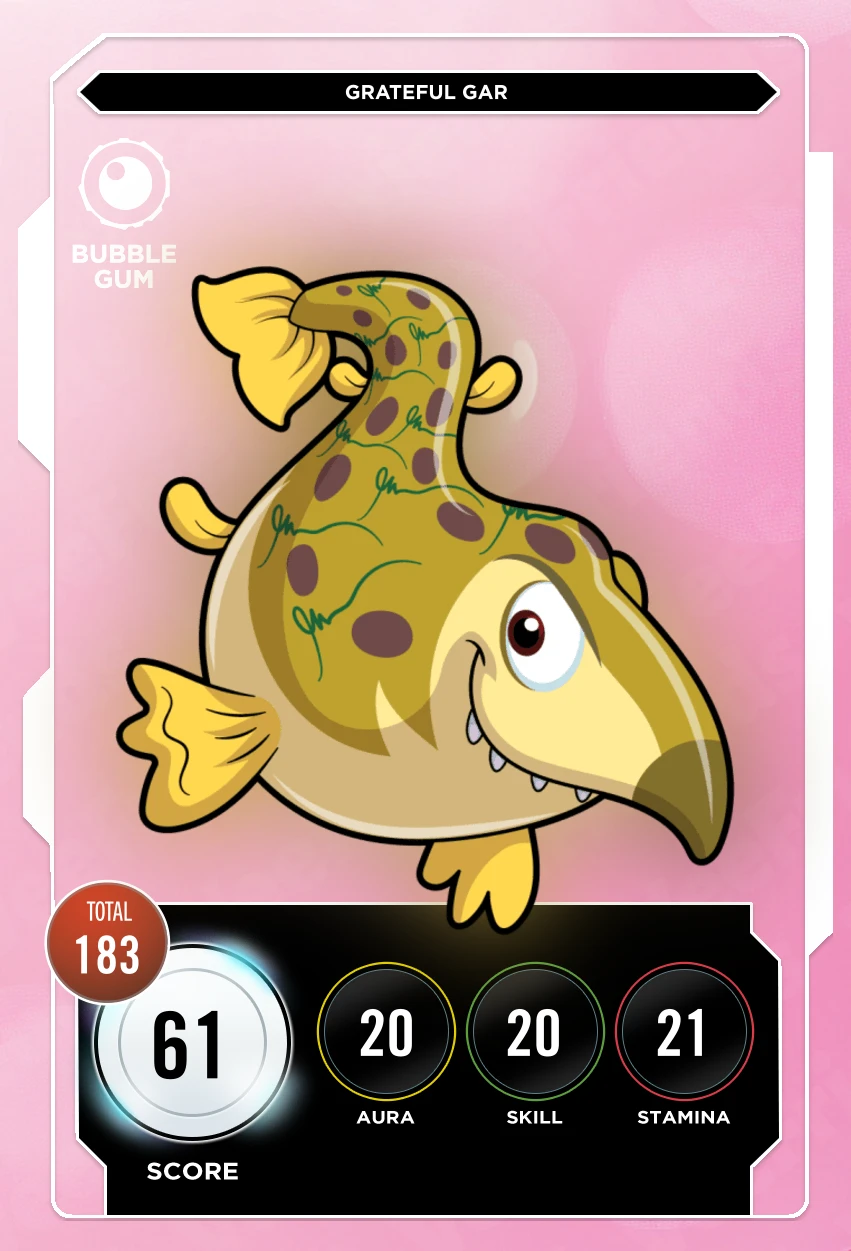 GRATEFUL GAR
BUBBLE
GUM
TOTAL
183
61
SCORE
20
AURA
20
SKILL
21
STAMINA